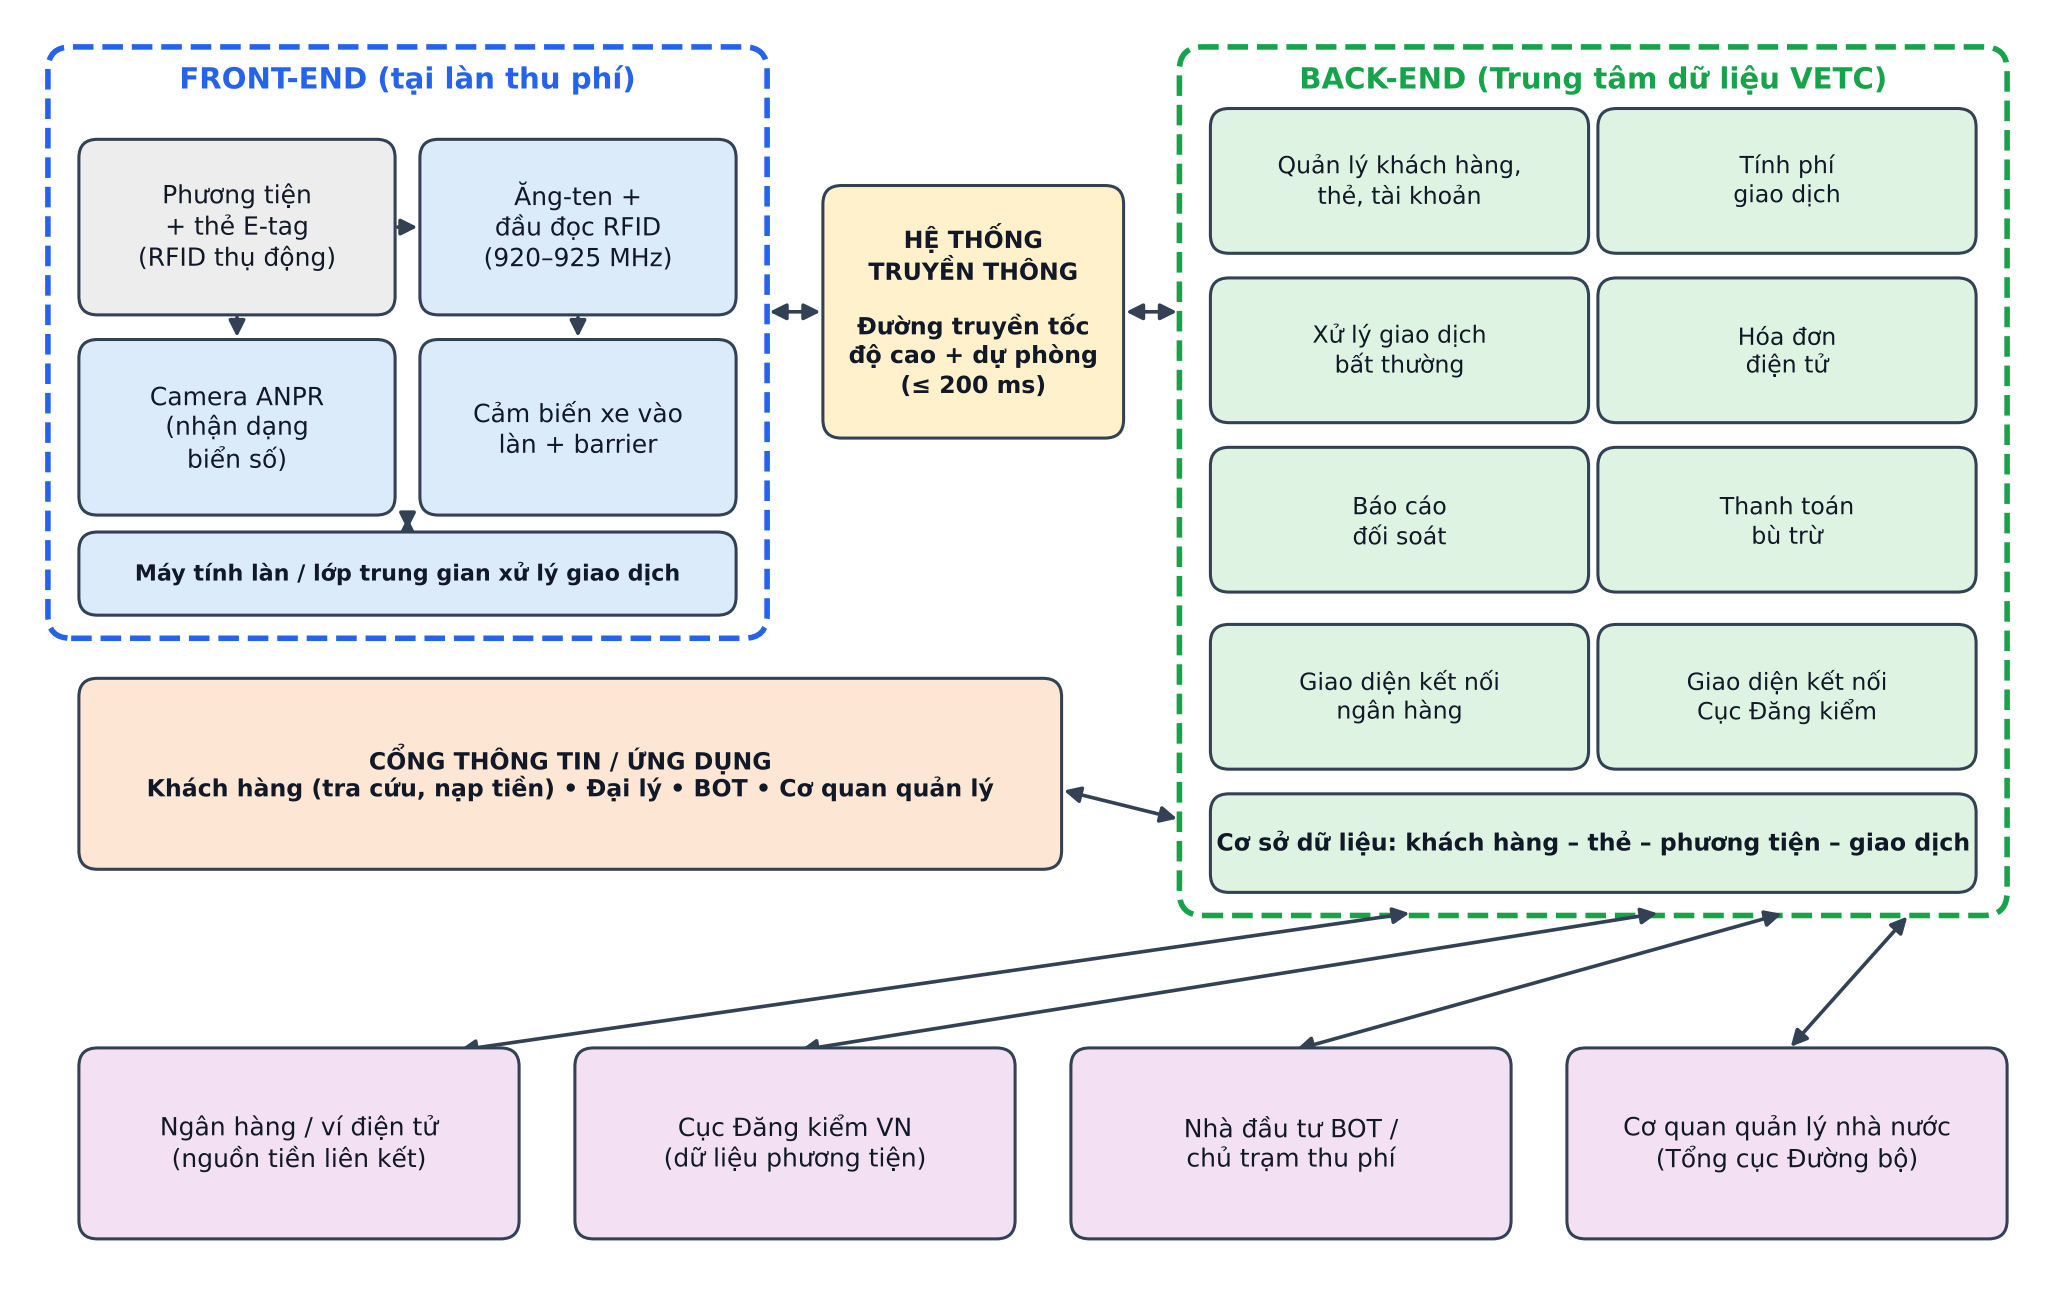 FRONT-END (tại làn thu phí)
Phương tiện
+ thẻ E-tag
(RFID thụ động)
Ăng-ten +
đầu đọc RFID
(920–925 MHz)
Camera ANPR
(nhận dạng
biển số)
Cảm biến xe vào
làn + barrier
Máy tính làn / lớp trung gian xử lý giao dịch
HỆ THỐNG
TRUYỀN THÔNG
Đường truyền tốc
độ cao + dự phòng
(≤ 200 ms)
BACK-END (Trung tâm dữ liệu VETC)
Quản lý khách hàng,
thẻ, tài khoản
Tính phí
giao dịch
Xử lý giao dịch
bất thường
Hóa đơn
điện tử
Báo cáo
đối soát
Thanh toán
bù trừ
Giao diện kết nối
ngân hàng
Giao diện kết nối
Cục Đăng kiểm
Cơ sở dữ liệu: khách hàng – thẻ – phương tiện – giao dịch
CỔNG THÔNG TIN / ỨNG DỤNG
Khách hàng (tra cứu, nạp tiền) • Đại lý • BOT • Cơ quan quản lý
Ngân hàng / ví điện tử
(nguồn tiền liên kết)
Cục Đăng kiểm VN
(dữ liệu phương tiện)
Nhà đầu tư BOT /
chủ trạm thu phí
Cơ quan quản lý nhà nước
(Tổng cục Đường bộ)